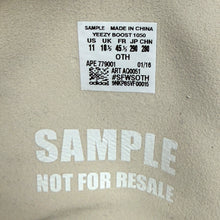 SAMPLE MADE IN CHINA
YEEZY BOOST 1050
US UK FR JP CHN
11 10½ 45⅓ 290 280
OTH
APE 779001 01/16
ART AQ0051
#SFWSOTH
adidas
SAMPLE
NOT FOR RESALE